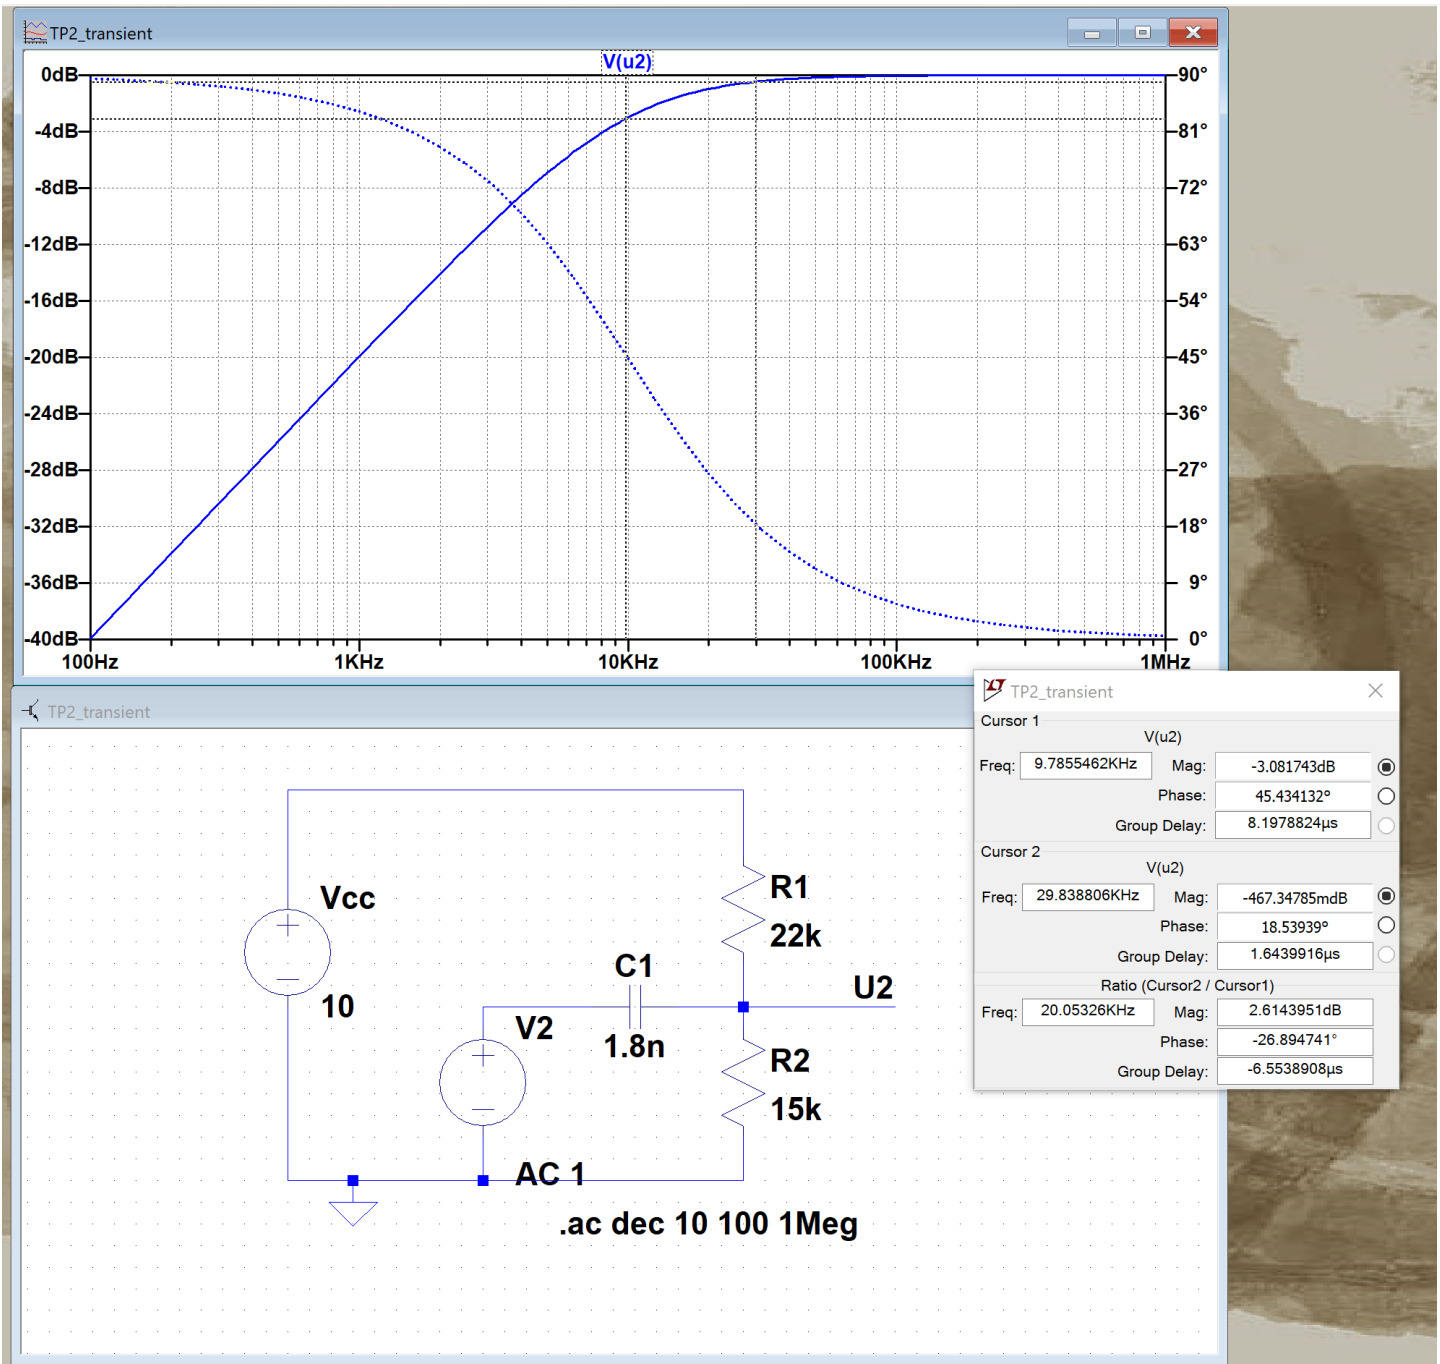 TP2_transient
V(u2)
0dB
-4dB
-8dB
-12dB
-16dB
-20dB
-24dB
-28dB
-32dB
-36dB
-40dB
90°
81°
72°
63°
54°
45°
36°
27°
18°
9°
0°
100Hz 1KHz 10KHz 100KHz 1MHz
TP2_transient
Vcc
10
V2
AC 1
C1
1.8n
R1
22k
U2
R2
15k
.ac dec 10 100 1Meg
TP2_transient
Cursor 1
V(u2)
Freq: 9.7855462KHz Mag: -3.081743dB
Phase: 45.434132°
Group Delay: 8.1978824µs
Cursor 2
V(u2)
Freq: 29.838806KHz Mag: -467.34785mdB
Phase: 18.53939°
Group Delay: 1.6439916µs
Ratio (Cursor2 / Cursor1)
Freq: 20.05326KHz Mag: 2.6143951dB
Phase: -26.894741°
Group Delay: -6.5538908µs